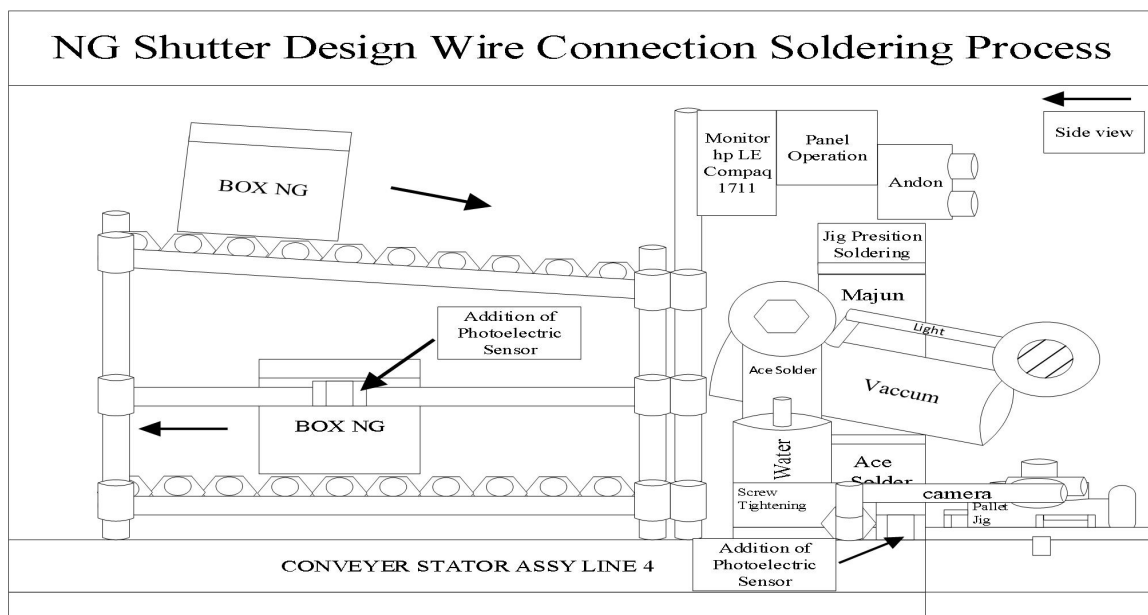 NG Shutter Design Wire Connection Soldering Process
Side view
Monitor
hp LE
Compaq
1711
Panel
Operation
Andon
BOX NG
Jig Presition
Soldering
Majun
Light
Addition of
Photoelectric
Sensor
Ace Solder
Vaccum
BOX NG
Water
Ace
Solder
Screw
Tightening
camera
Pallet
Jig
Addition of
Photoelectric
Sensor
CONVEYER STATOR ASSY LINE 4